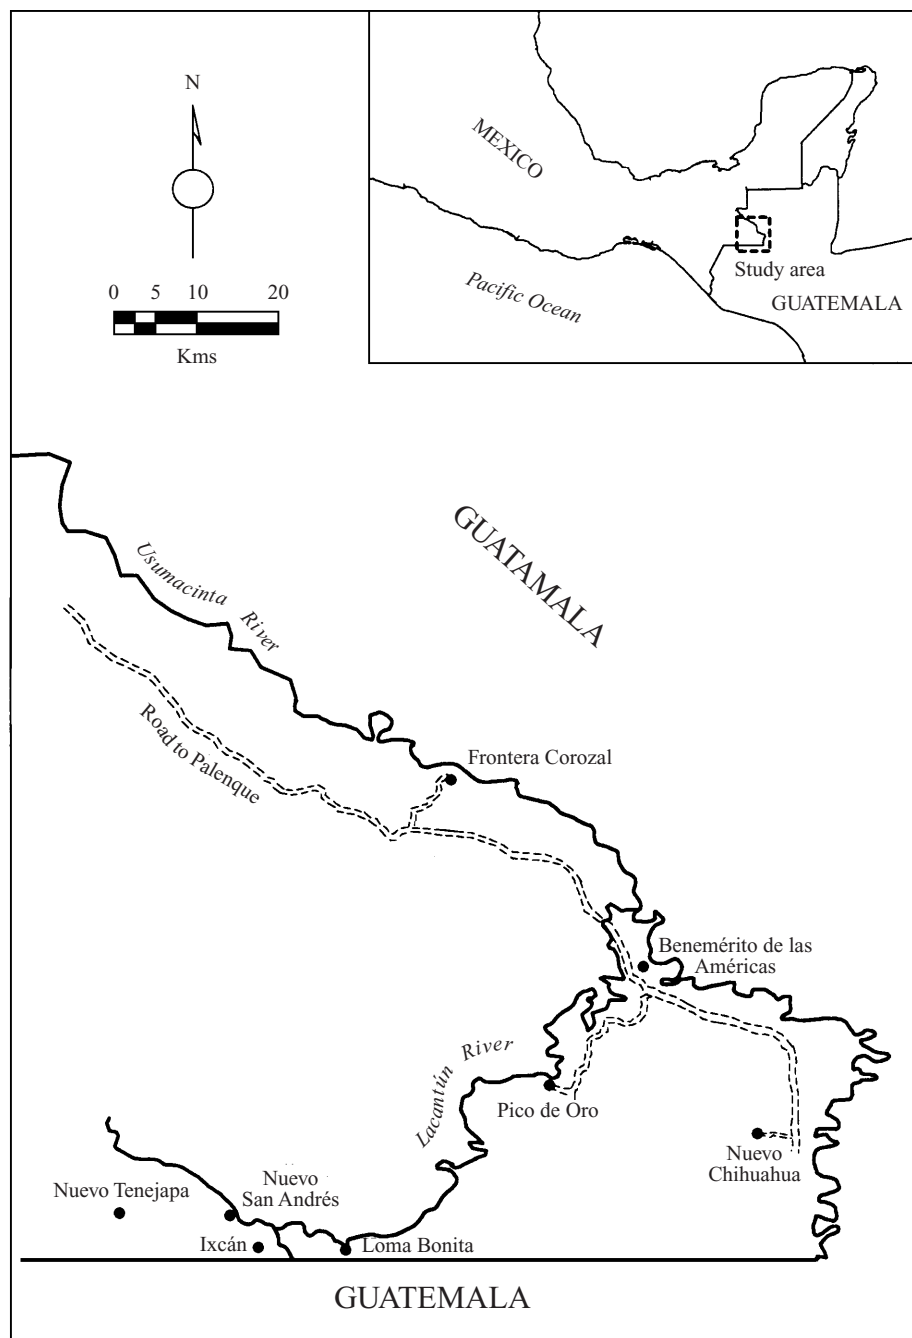 N
0 5 10 20
Kms
MEXICO
Pacific Ocean
Study area
GUATEMALA
GUATAMALA
Usumacinta River
Road to Palenque
Frontera Corozal
Benemérito de las
Américas
Lacantún River
Pico de Oro
Nuevo
Chihuahua
Nuevo Tenejapa
Nuevo
San Andrés
Ixcán
Loma Bonita
GUATEMALA